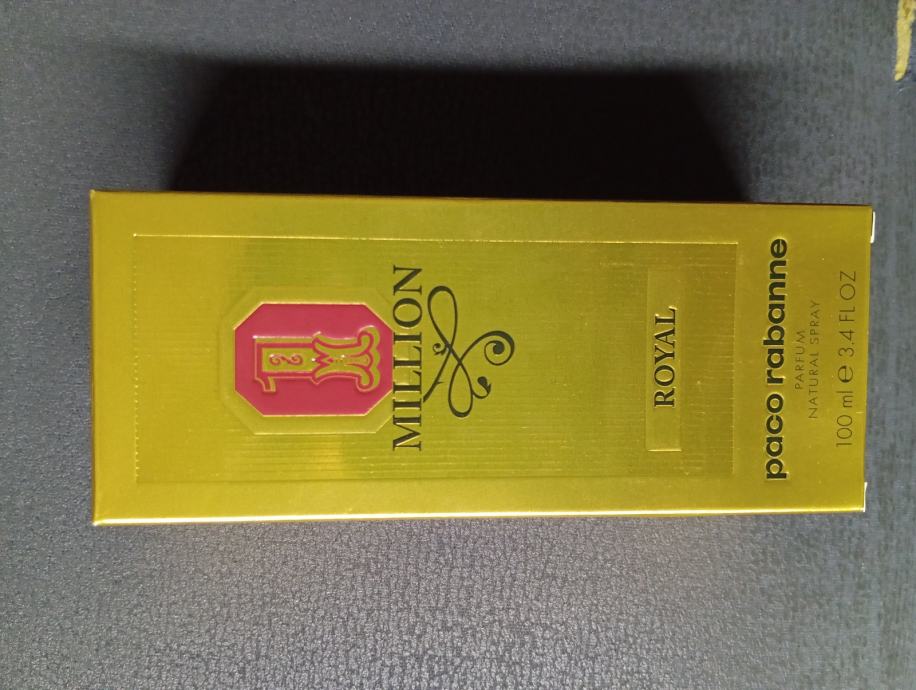 1
MILLION
ROYAL
paco rabanne
PARFUM
NATURAL SPRAY
100 ml e 3.4 FL OZ